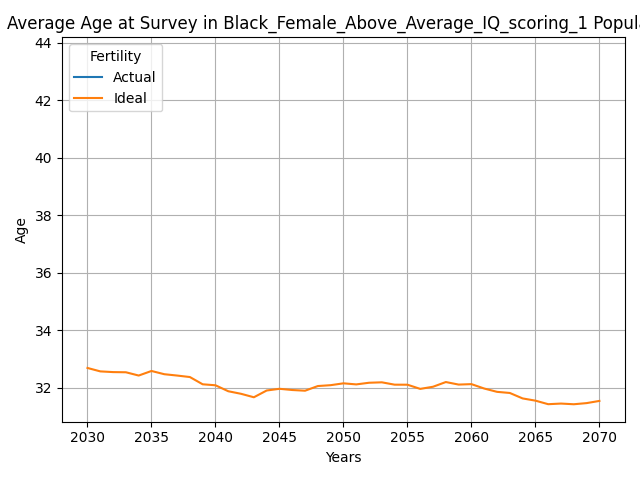 Average Age at Survey in Black_Female_Above_Average_IQ_scoring_1 Popul
Fertility
Actual
Ideal
44
42
40
38
36
34
32
Age
2030 2035 2040 2045 2050 2055 2060 2065 2070
Years